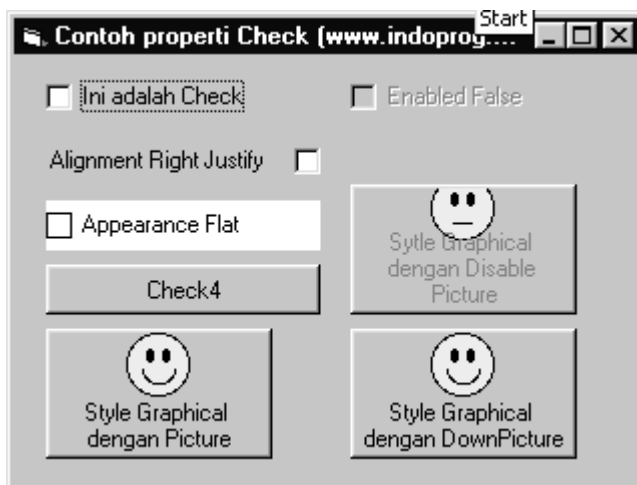 Start
Contoh properti Check (www.indoprog....
Ini adalah Check
Enabled False
Alignment Right Justify
Appearance Flat
Sytle Graphical
dengan Disable
Picture
Check4
Style Graphical
dengan Picture
Style Graphical
dengan DownPicture